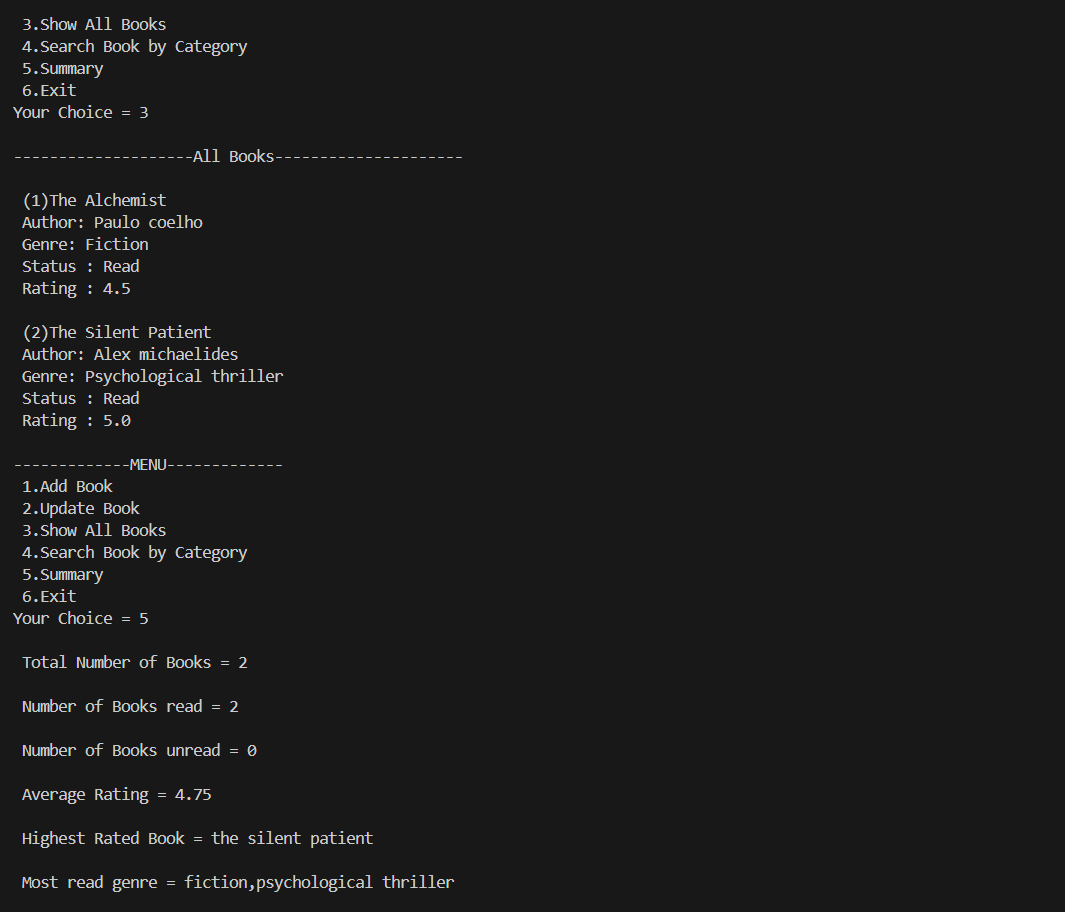 3.Show All Books
4.Search Book by Category
5.Summary
6.Exit
Your Choice = 3
--------------------All Books---------------------
(1)The Alchemist
Author: Paulo coelho
Genre: Fiction
Status : Read
Rating : 4.5
(2)The Silent Patient
Author: Alex michaelides
Genre: Psychological thriller
Status : Read
Rating : 5.0
-------------MENU-------------
1.Add Book
2.Update Book
3.Show All Books
4.Search Book by Category
5.Summary
6.Exit
Your Choice = 5
Total Number of Books = 2
Number of Books read = 2
Number of Books unread = 0
Average Rating = 4.75
Highest Rated Book = the silent patient
Most read genre = fiction,psychological thriller